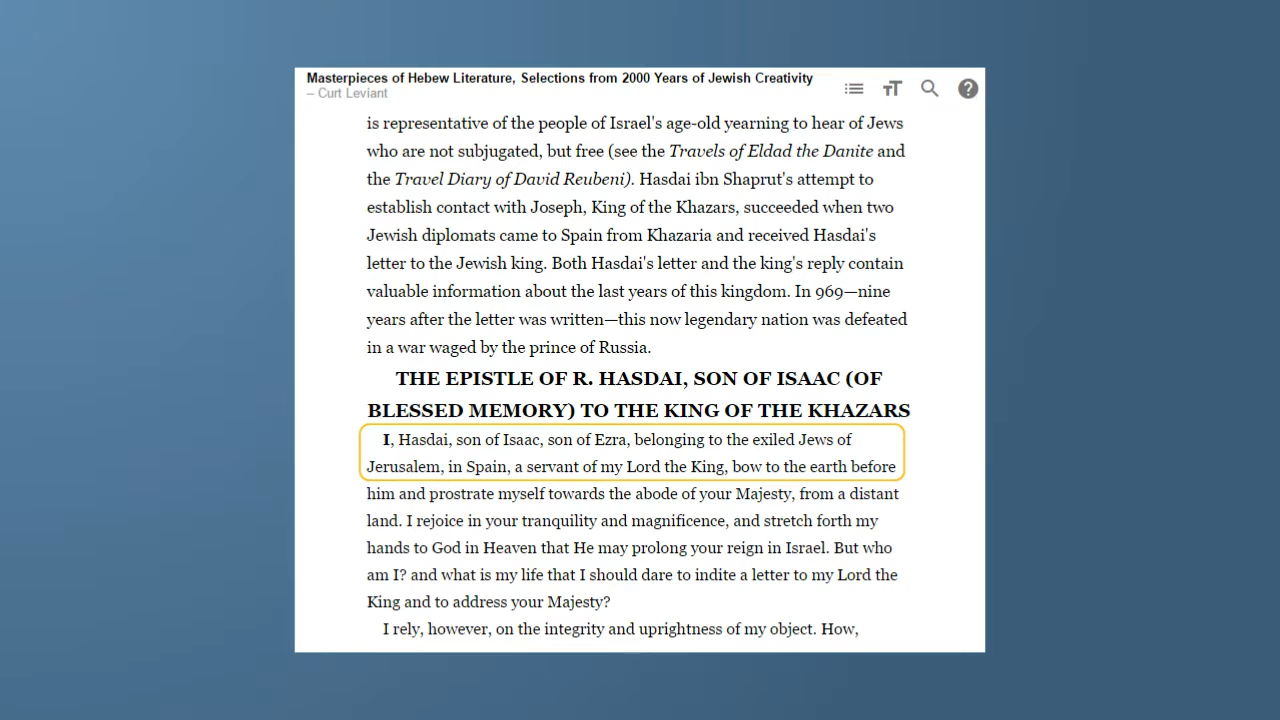 Masterpieces of Hebrew Literature, Selections from 2000 Years of Jewish Creativity
– Curt Leviant
is representative of the people of Israel's age-old yearning to hear of Jews
who are not subjugated, but free (see the Travels of Eldad the Danite and
the Travel Diary of David Reubeni). Hasdai ibn Shaprut's attempt to
establish contact with Joseph, King of the Khazars, succeeded when two
Jewish diplomats came to Spain from Khazaria and received Hasdai's
letter to the Jewish king. Both Hasdai's letter and the king's reply contain
valuable information about the last years of this kingdom. In 969—nine
years after the letter was written—this now legendary nation was defeated
in a war waged by the prince of Russia.
THE EPISTLE OF R. HASDAI, SON OF ISAAC (OF
BLESSED MEMORY) TO THE KING OF THE KHAZARS
I, Hasdai, son of Isaac, son of Ezra, belonging to the exiled Jews of
Jerusalem, in Spain, a servant of my Lord the King, bow to the earth before
him and prostrate myself towards the abode of your Majesty, from a distant
land. I rejoice in your tranquility and magnificence, and stretch forth my
hands to God in Heaven that He may prolong your reign in Israel. But who
am I? and what is my life that I should dare to indite a letter to my Lord the
King and to address your Majesty?
I rely, however, on the integrity and uprightness of my object. How,